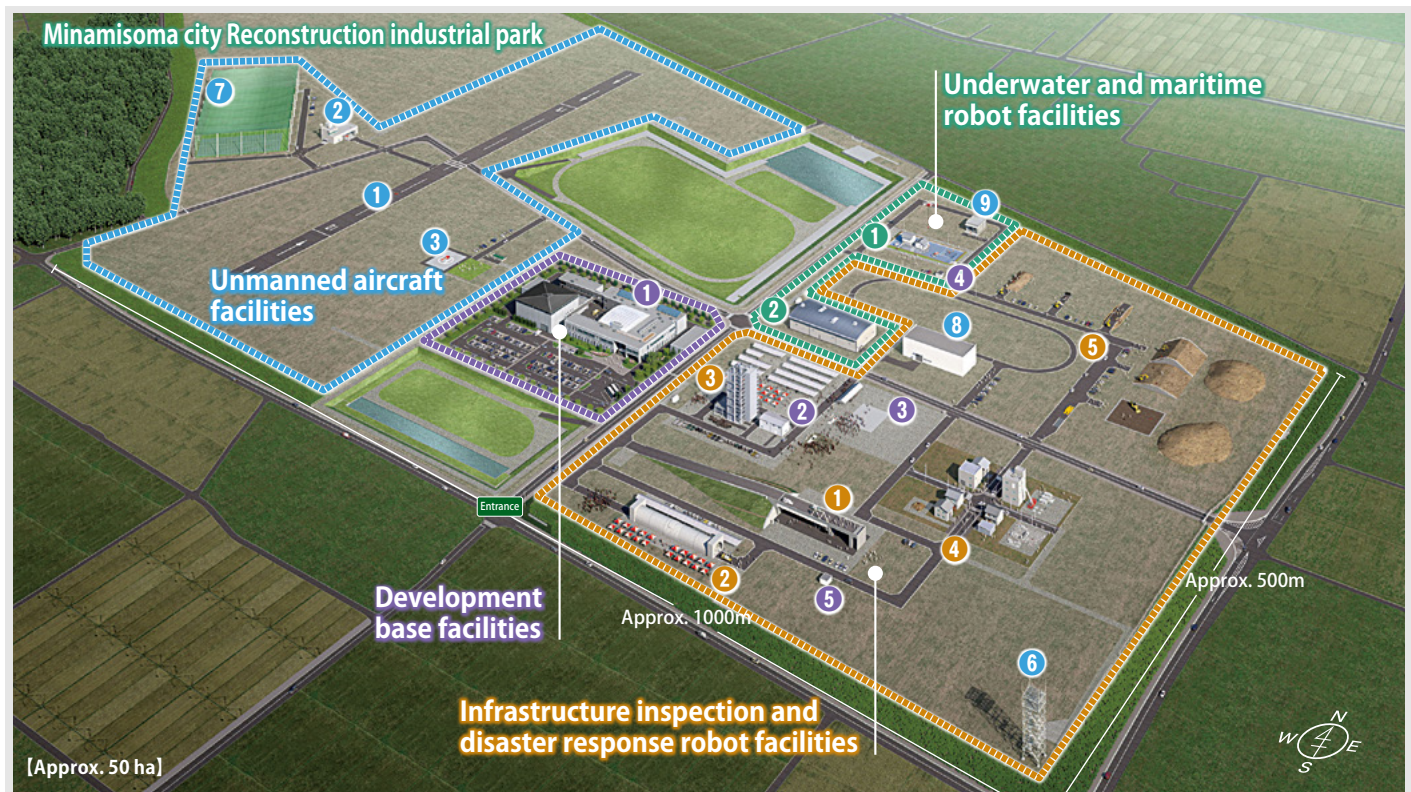 Minamisoma city Reconstruction industrial park
7
2
Underwater and maritime
robot facilities
1
9
1
3
4
Unmanned aircraft
facilities
1
2
8
5
3
2
3
Entrance
1
4
2
5
Development
base facilities
Approx. 1000m
Approx. 500m
6
Infrastructure inspection and
disaster response robot facilities
N
W
E
S
【Approx. 50 ha】